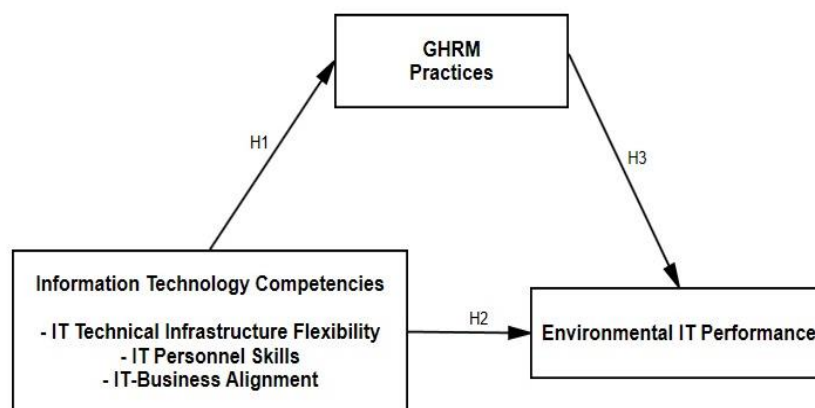 GHRM
Practices
H1
H3
Information Technology Competencies
- IT Technical Infrastructure Flexibility
- IT Personnel Skills
- IT-Business Alignment
H2
Environmental IT Performance